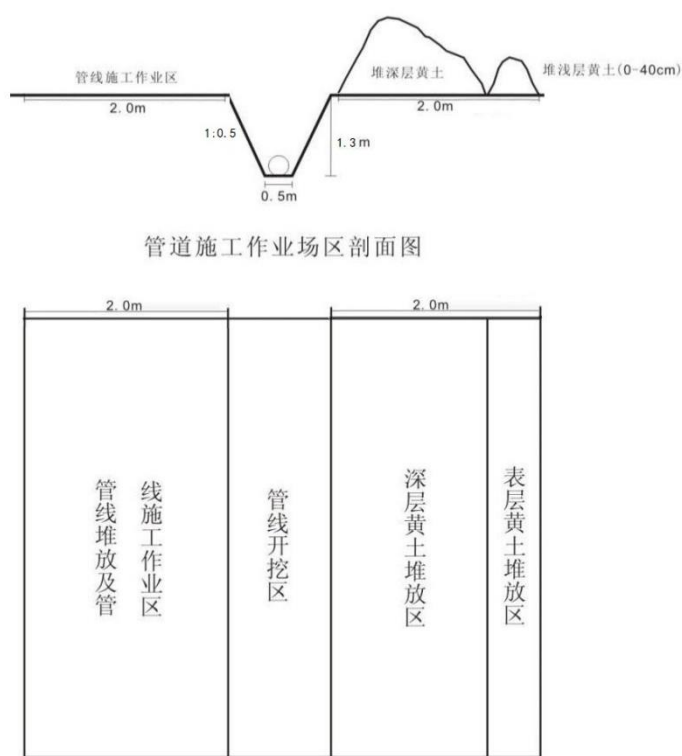 管线施工作业区
堆深层黄土
堆浅层黄土(0-40cm)
2.0m
2.0m
1:0.5
1.3m
0.5m
管道施工作业场区剖面图
2.0m
2.0m
管线堆放及管
线施工作业区
管线开挖区
深层黄土堆放区
表层黄土堆放区